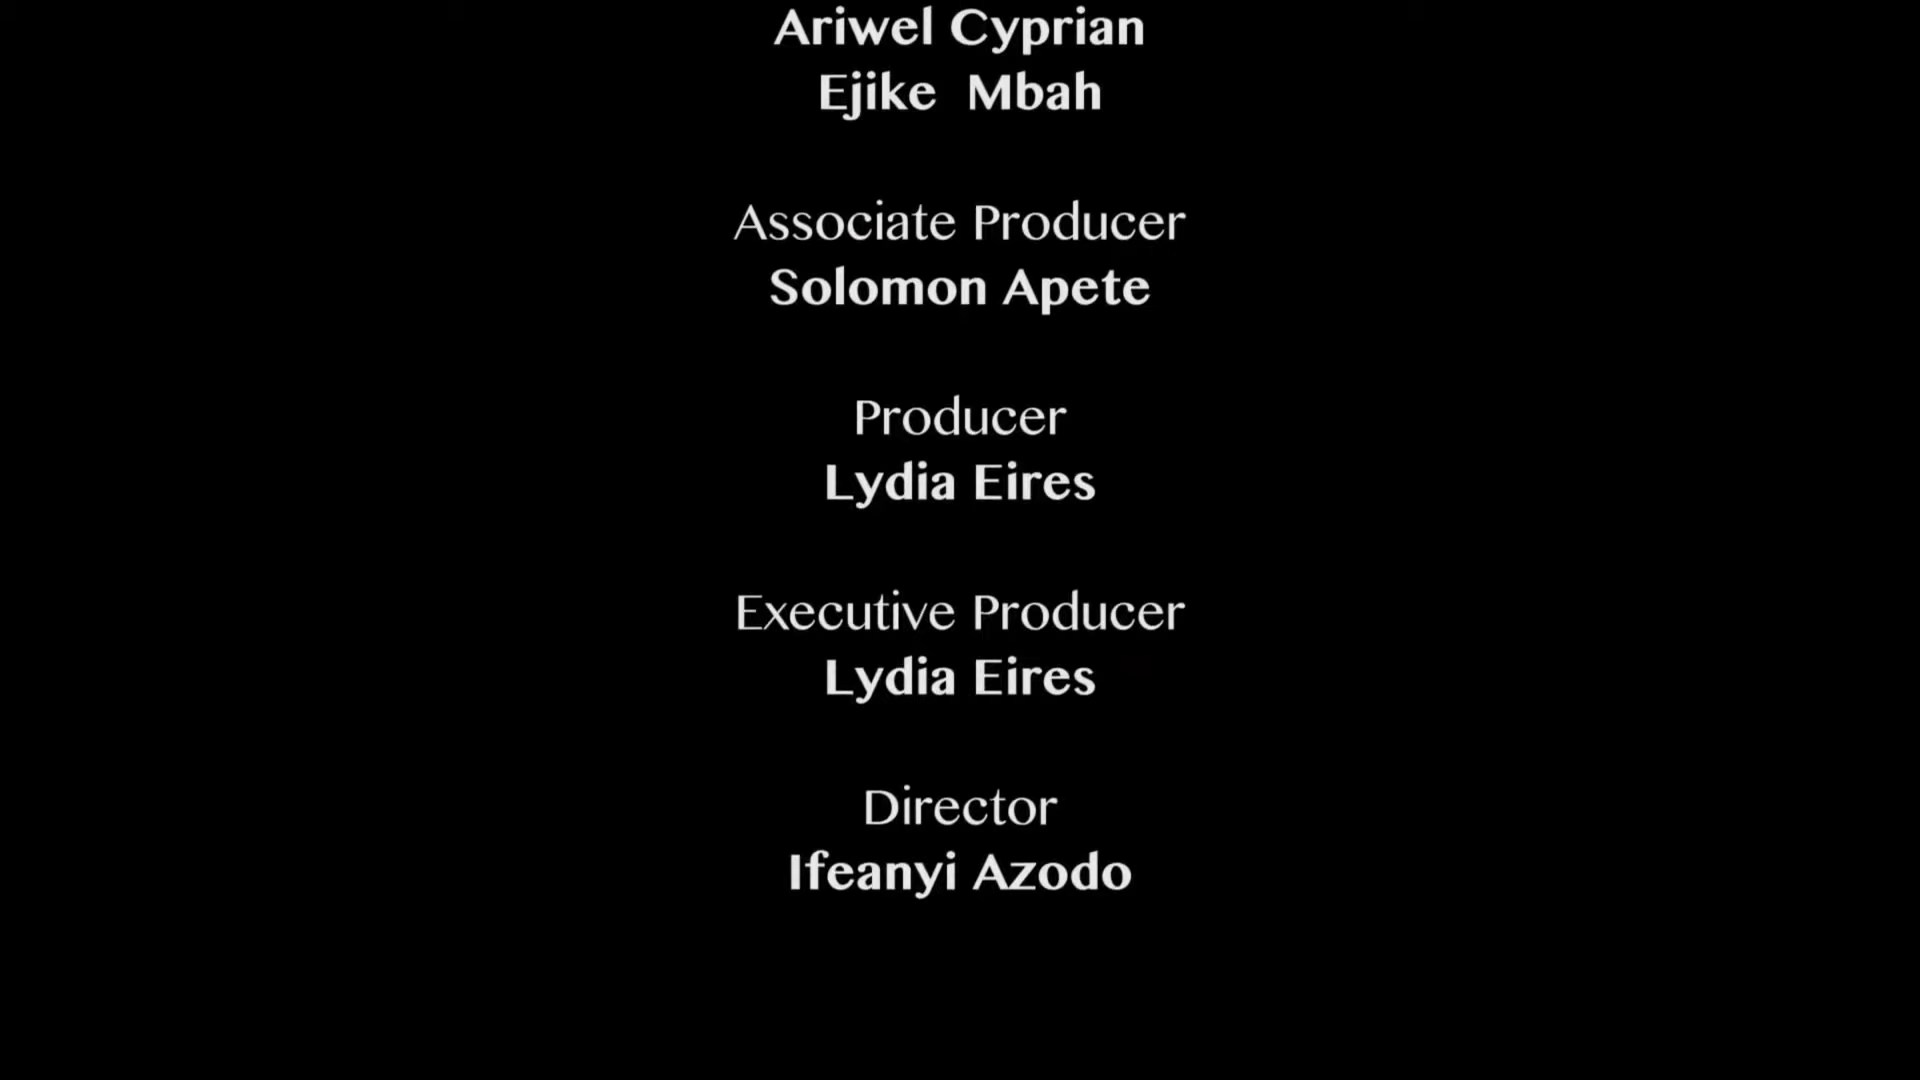 Ariwel Cyprian
Ejike  Mbah
Associate Producer
Solomon Apete
Producer
Lydia Eires
Executive Producer
Lydia Eires
Director
Ifeanyi Azodo